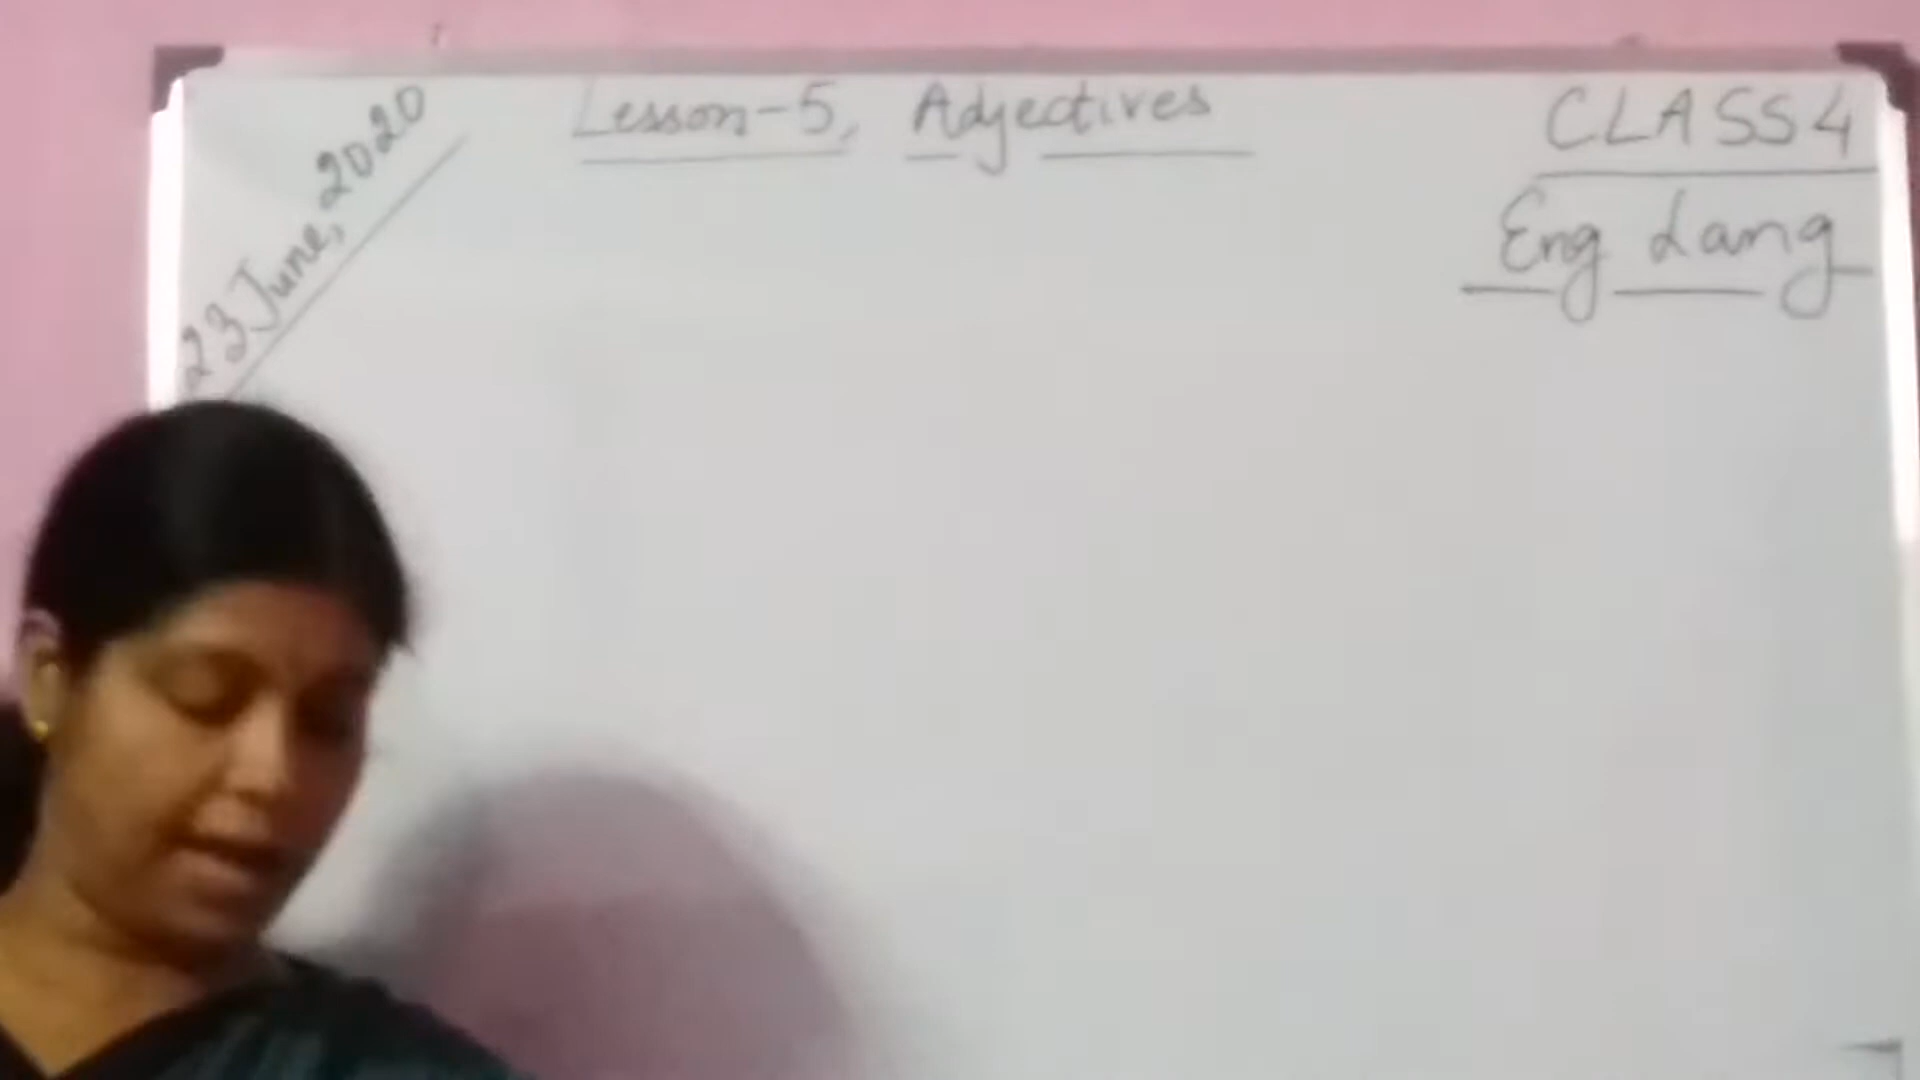 23 June, 2020
Lesson-5, Adjectives
CLASS 4
Eng Lang